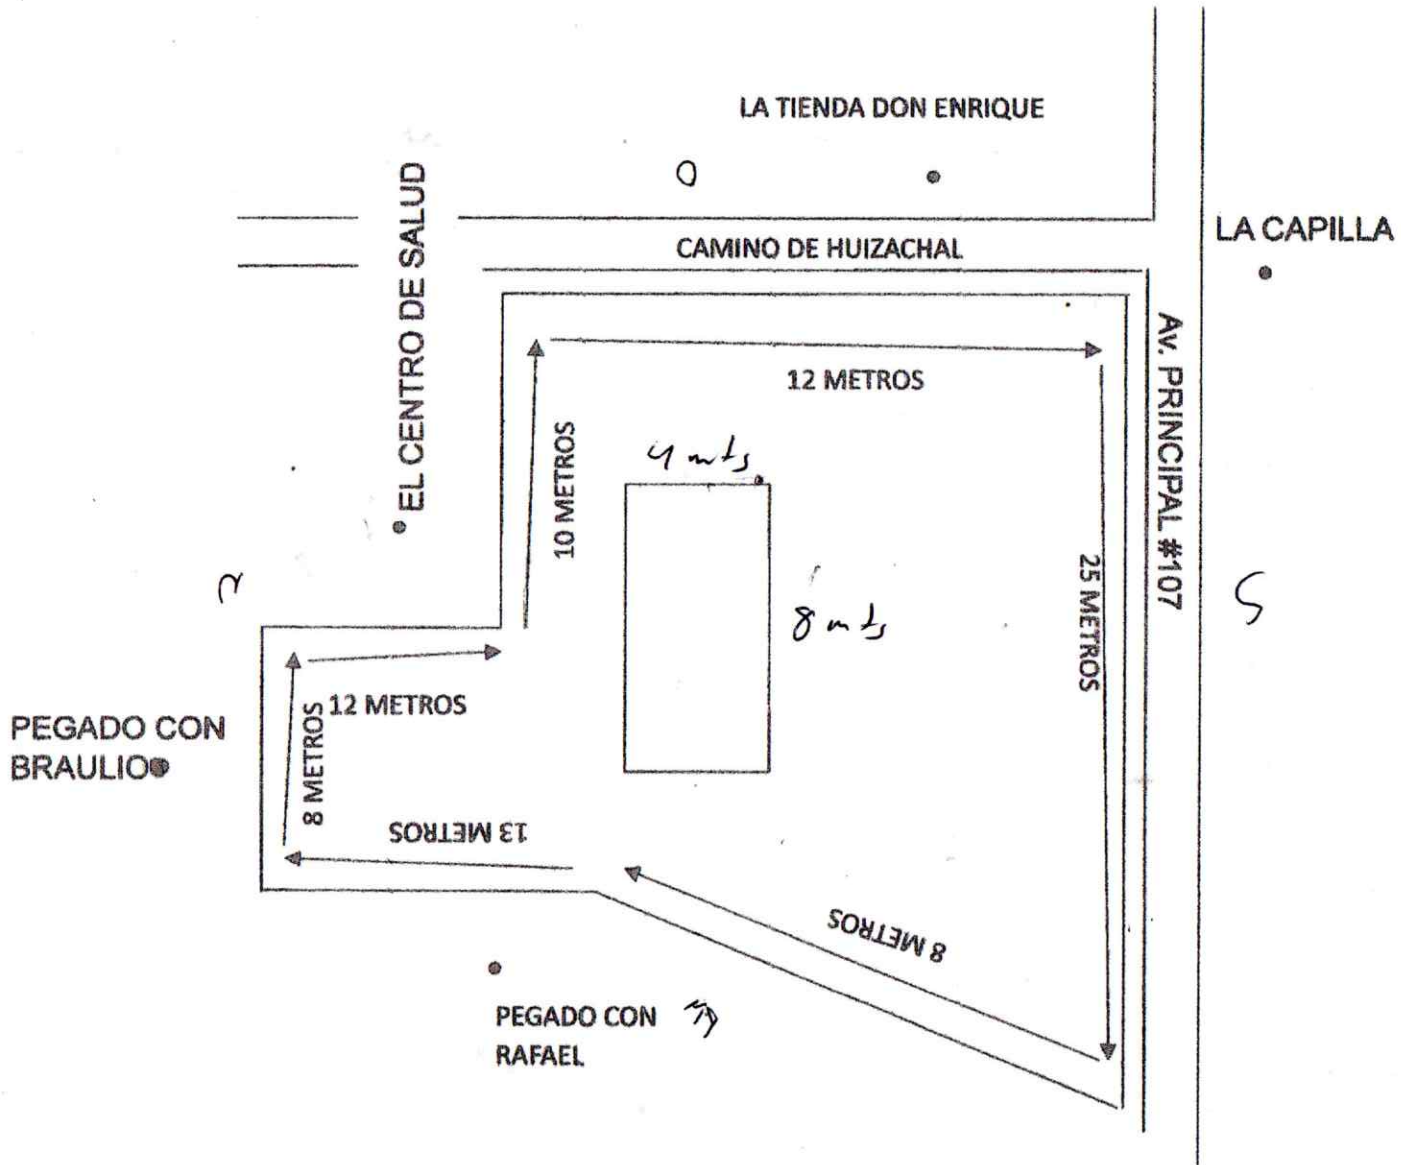 LA TIENDA DON ENRIQUE
O
EL CENTRO DE SALUD
LA CAPILLA
CAMINO DE HUIZACHAL
Av. PRINCIPAL #107
12 METROS
10 METROS
4 mts
8 mts
25 METROS
N
S
12 METROS
8 METROS
PEGADO CON
BRAULIO
13 METROS
8 METROS
PEGADO CON
RAFAEL